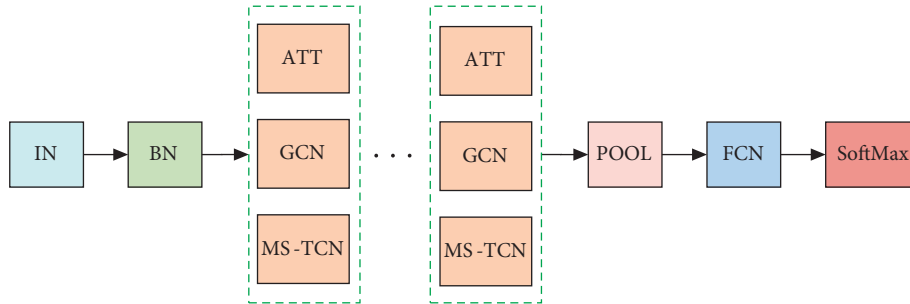 IN
BN
ATT
GCN
MS-TCN
. . .
ATT
GCN
MS-TCN
POOL
FCN
SoftMax